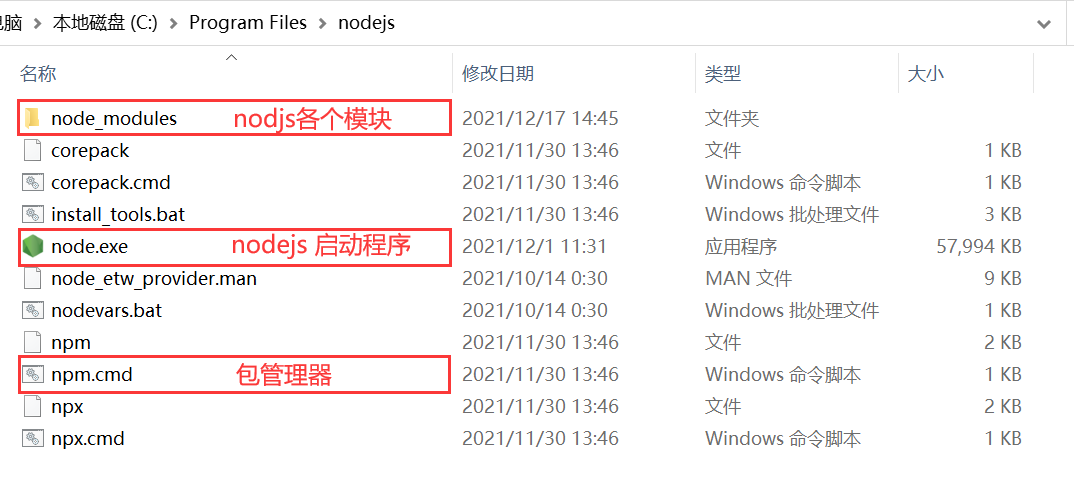 电脑 > 本地磁盘 (C:) > Program Files > nodejs
名称 修改日期 类型 大小
node_modules nodjs各个模块 2021/12/17 14:45 文件夹
corepack 2021/11/30 13:46 文件 1 KB
corepack.cmd 2021/11/30 13:46 Windows 命令脚本 1 KB
install_tools.bat 2021/11/30 13:46 Windows 批处理文件 3 KB
node.exe nodejs 启动程序 2021/12/1 11:31 应用程序 57,994 KB
node_etw_provider.man 2021/10/14 0:30 MAN 文件 9 KB
nodevars.bat 2021/10/14 0:30 Windows 批处理文件 1 KB
npm 2021/11/30 13:46 文件 2 KB
npm.cmd 包管理器 2021/11/30 13:46 Windows 命令脚本 1 KB
npx 2021/11/30 13:46 文件 2 KB
npx.cmd 2021/11/30 13:46 Windows 命令脚本 1 KB